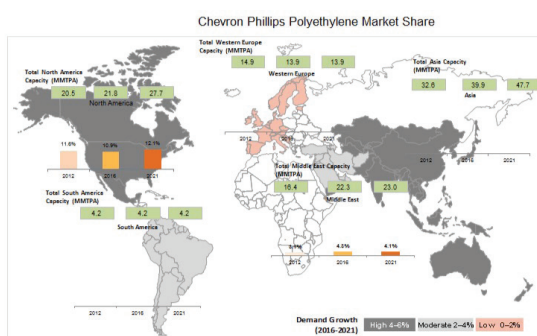 Chevron Phillips Polyethylene Market Share
Total Western Europe
Capacity (MMTPA)
14.9 13.9 13.9
Western Europe
Total Asia Capacity
(MMTPA)
32.6 39.9 47.7
Asia
Total North America
Capacity (MMTPA)
20.5 21.8 27.7
North America
11.6% 10.9% 12.1%
2012 2016 2021
2012 2016 2021
2012 2016 2021
Total Middle East Capacity
(MMTPA)
16.4 22.3 23.0
Middle East
4.1%
2012 2016 2021
Total South America
Capacity (MMTPA)
4.2 4.2 4.2
South America
2012 2016 2021
Demand Growth
(2016-2021)
High 4–6% Moderate 2–4% Low 0–2%